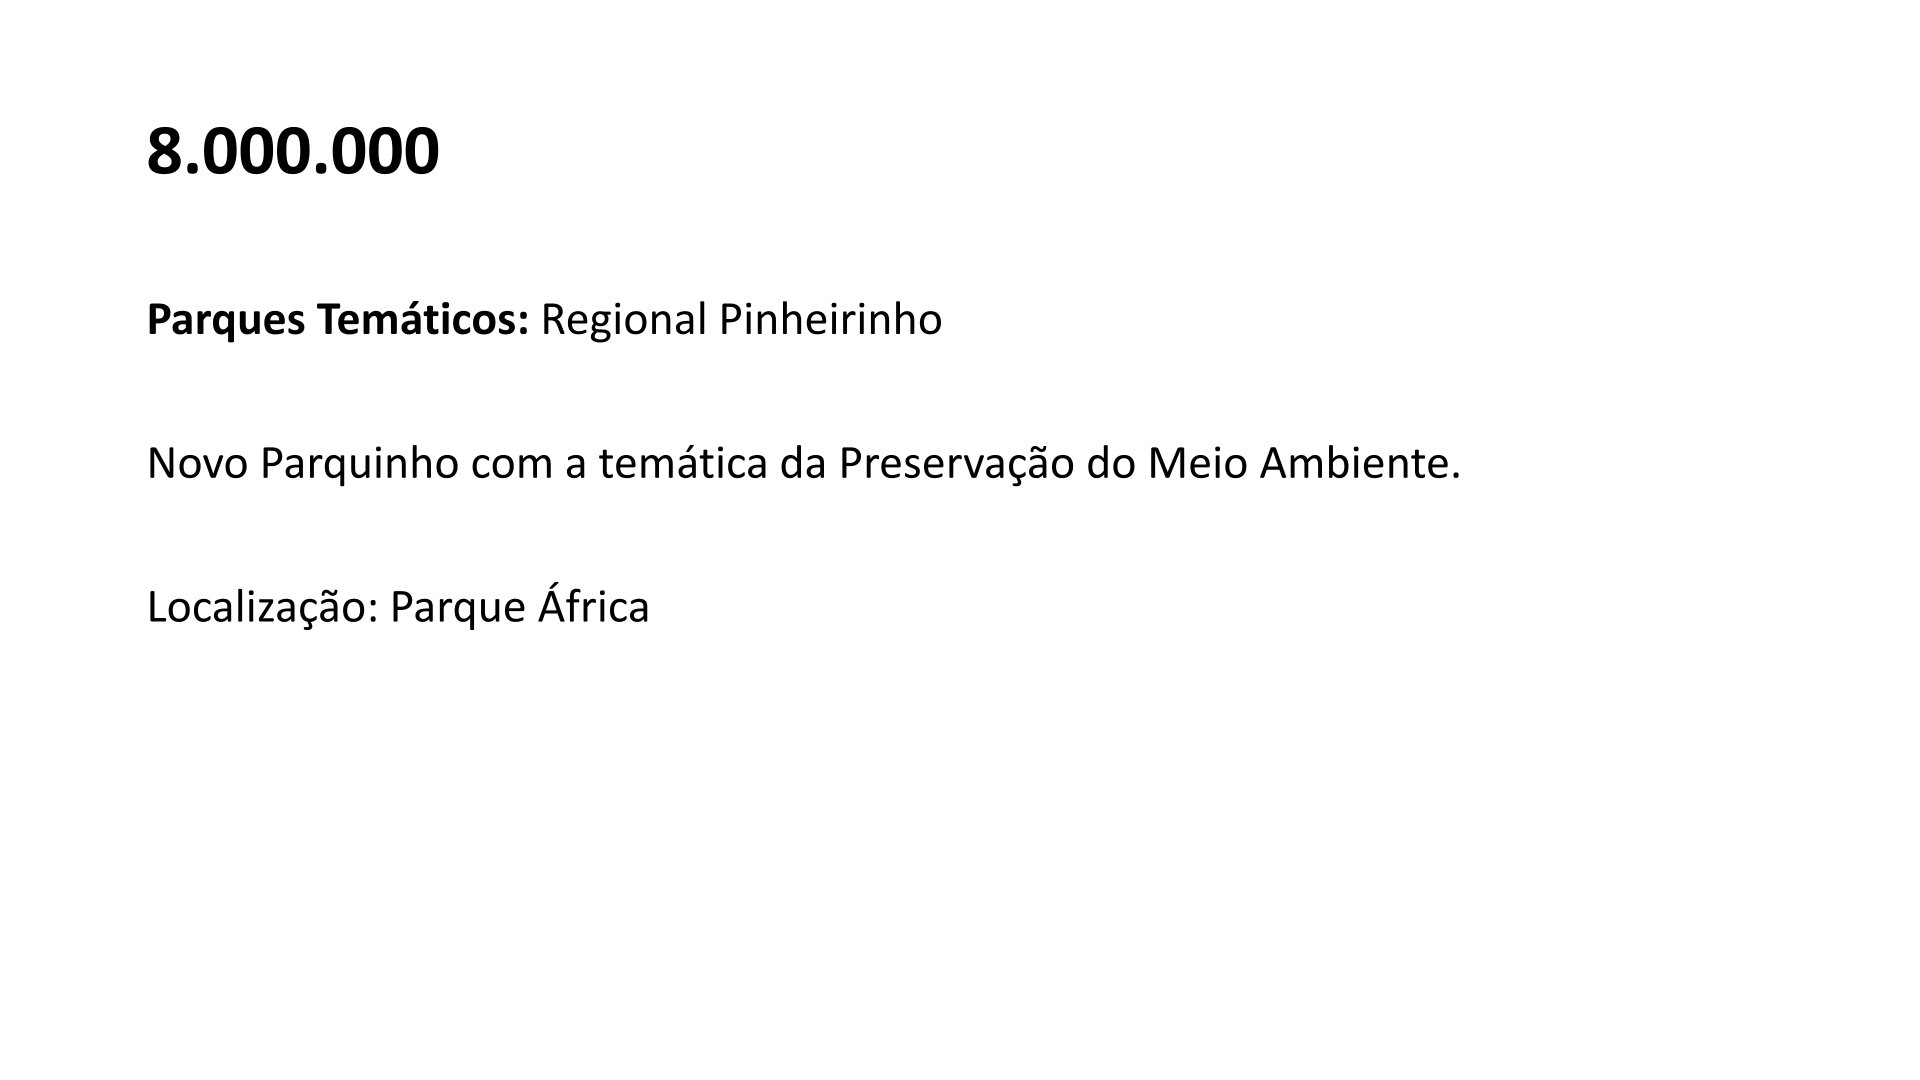 8.000.000
Parques Temáticos: Regional Pinheirinho
Novo Parquinho com a temática da Preservação do Meio Ambiente.
Localização: Parque África